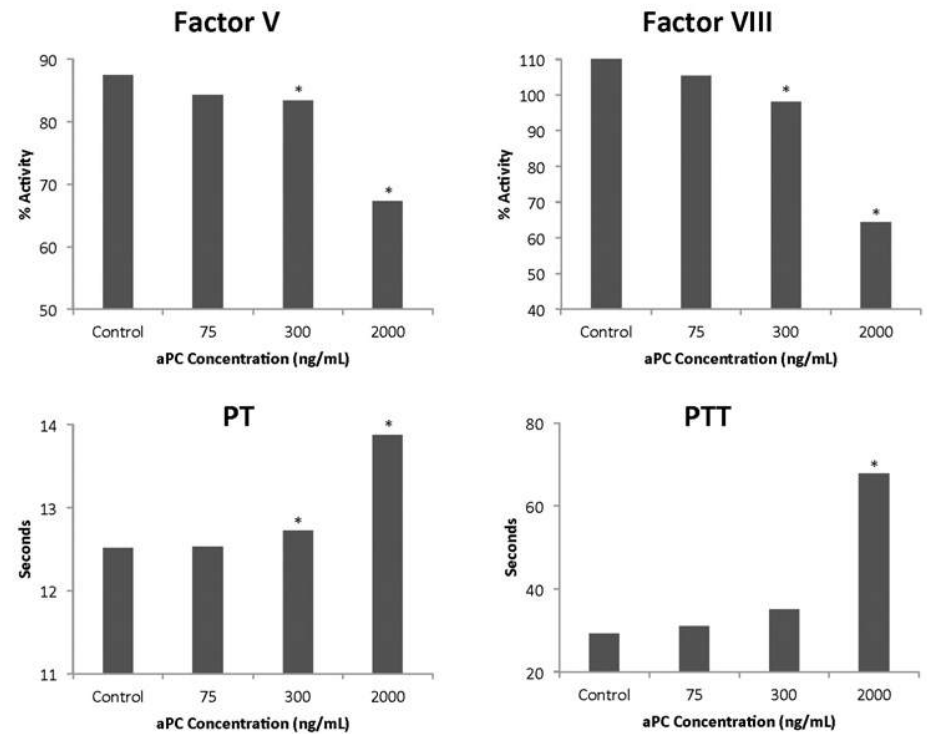 Factor V
90
80
70
60
50
% Activity
*
*
Control 75 300 2000
aPC Concentration (ng/mL)
Factor VIII
110
100
90
80
70
60
50
40
% Activity
*
*
Control 75 300 2000
aPC Concentration (ng/mL)
PT
14
13
12
11
Seconds
*
*
Control 75 300 2000
aPC Concentration (ng/mL)
PTT
80
60
40
20
Seconds
*
Control 75 300 2000
aPC Concentration (ng/mL)